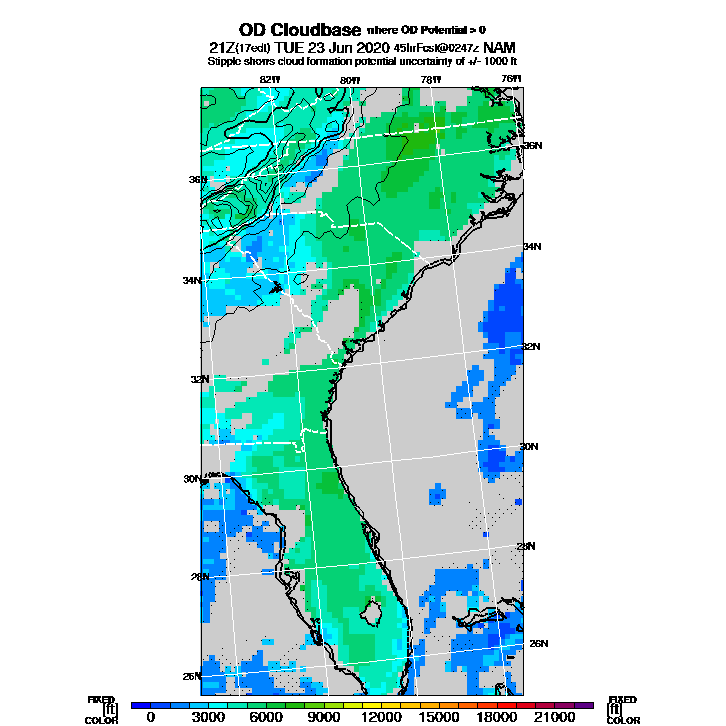 OD Cloudbase where OD Potential > 0
21Z(17edt) TUE 23 Jun 2020 45hrFcst@0247z NAM
Stipple shows cloud formation potential uncertainty of +/- 1000 ft
82W 80W 78W 76W
36N
36N
34N
34N
32N
32N
30N
30N
28N
28N
26N
26N
FIXED [ft] COLOR
0 3000 6000 9000 12000 15000 18000 21000
FIXED [ft] COLOR